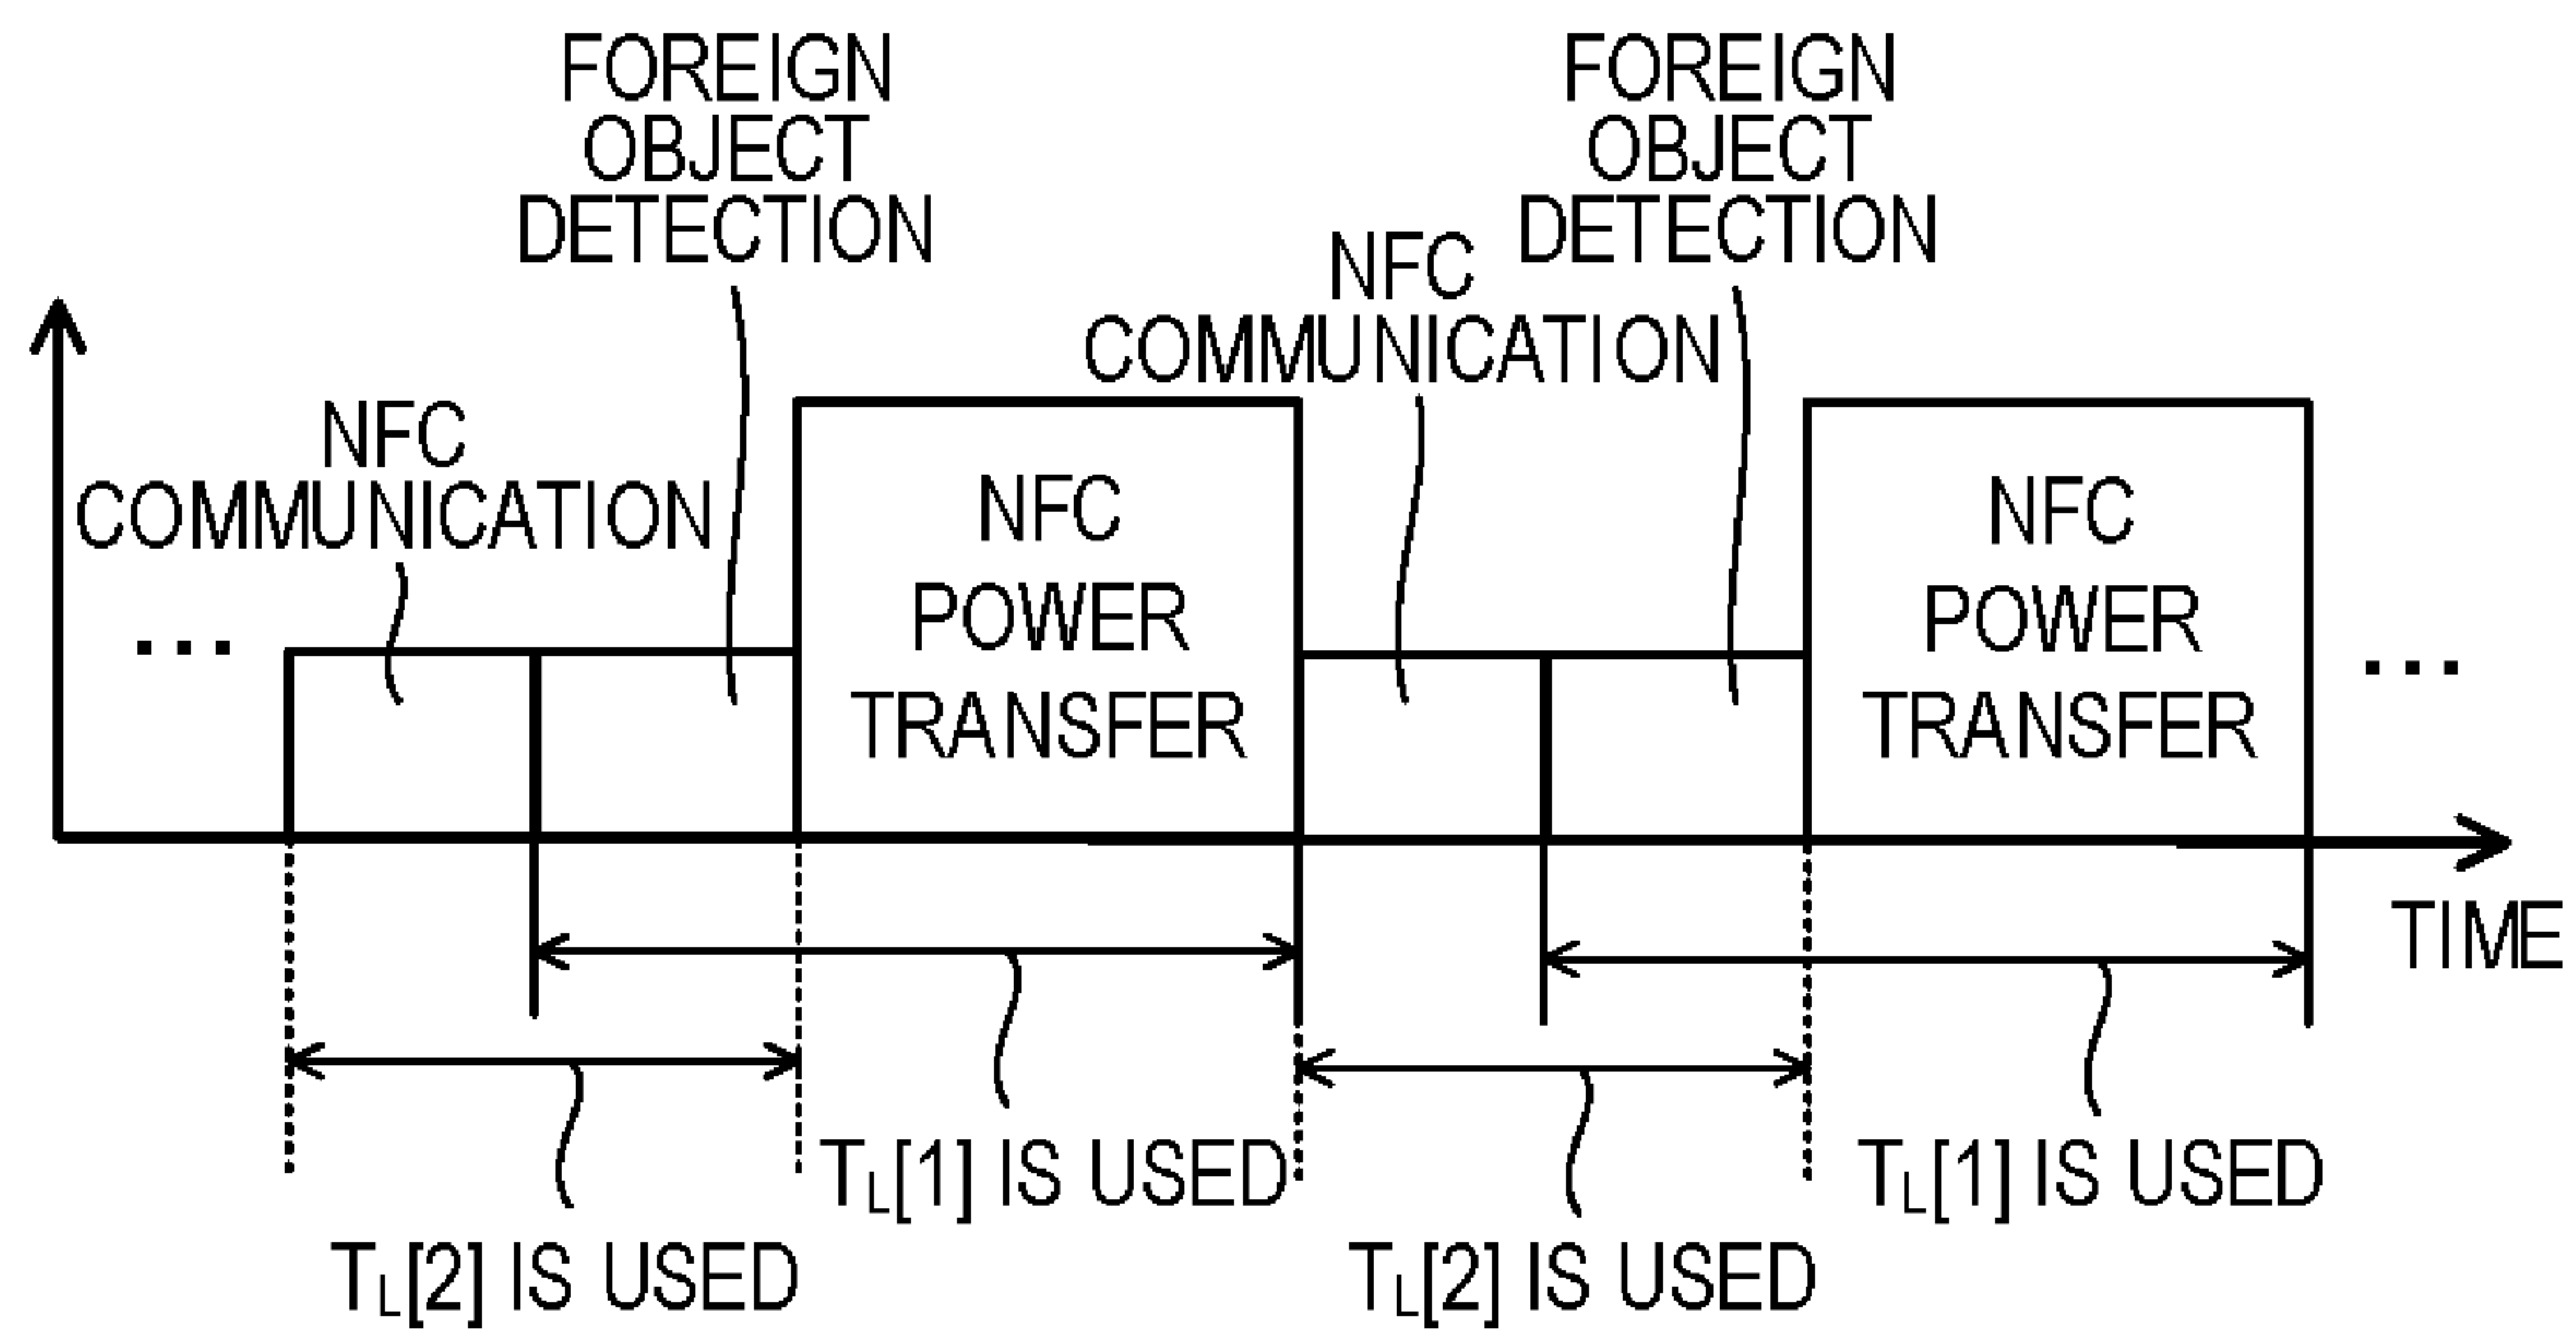 FOREIGN
OBJECT
DETECTION
FOREIGN
OBJECT
DETECTION
NFC
COMMUNICATION
NFC
COMMUNICATION
NFC
POWER
TRANSFER
NFC
POWER
TRANSFER
...
...
TIME
TL[1] IS USED
TL[1] IS USED
TL[2] IS USED
TL[2] IS USED